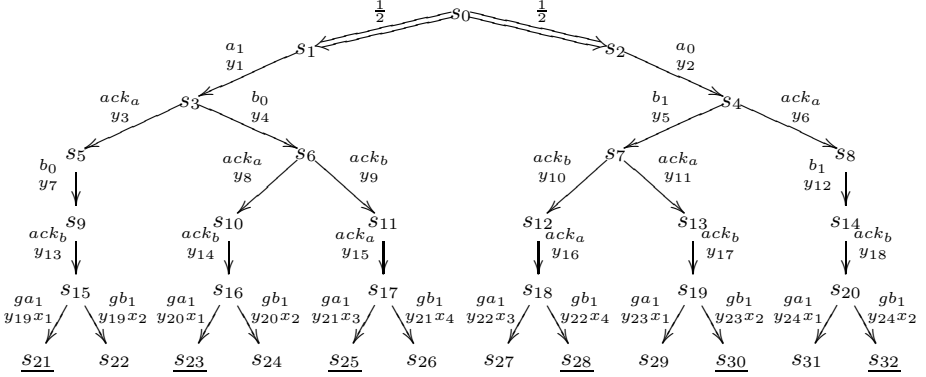 1/2 s₀ 1/2
s₁ s₂
a₁ a₀
y₁ y₂
s₃ s₄
ack_a b₀ b₁ ack_a
y₃ y₄ y₅ y₆
s₅ s₆ s₇ s₈
b₀ ack_a ack_b ack_b ack_a b₁
y₇ y₈ y₉ y₁₀ y₁₁ y₁₂
s₉ s₁₀ s₁₁ s₁₂ s₁₃ s₁₄
ack_b ack_b ack_a ack_a ack_b ack_b
y₁₃ y₁₄ y₁₅ y₁₆ y₁₇ y₁₈
s₁₅ s₁₆ s₁₇ s₁₈ s₁₉ s₂₀
ga₁ gb₁ ga₁ gb₁ ga₁ gb₁ ga₁ gb₁ ga₁ gb₁ ga₁ gb₁
y₁₉x₁ y₁₉x₂ y₂₀x₁ y₂₀x₂ y₂₁x₃ y₂₁x₄ y₂₂x₃ y₂₂x₄ y₂₃x₁ y₂₃x₂ y₂₄x₁ y₂₄x₂
s₂₁ s₂₂ s₂₃ s₂₄ s₂₅ s₂₆ s₂₇ s₂₈ s₂₉ s₃₀ s₃₁ s₃₂